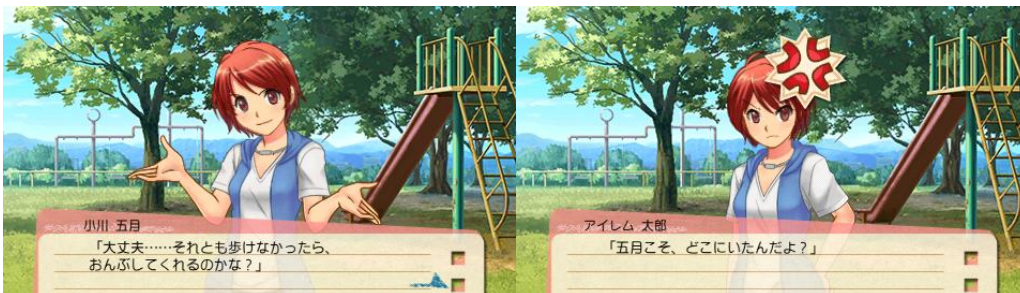 小川 五月
「大丈夫……それとも歩けなかったら、
おんぶしてくれるのかな？」
アイレム 太郎
「五月こそ、どこにいたんだよ？」